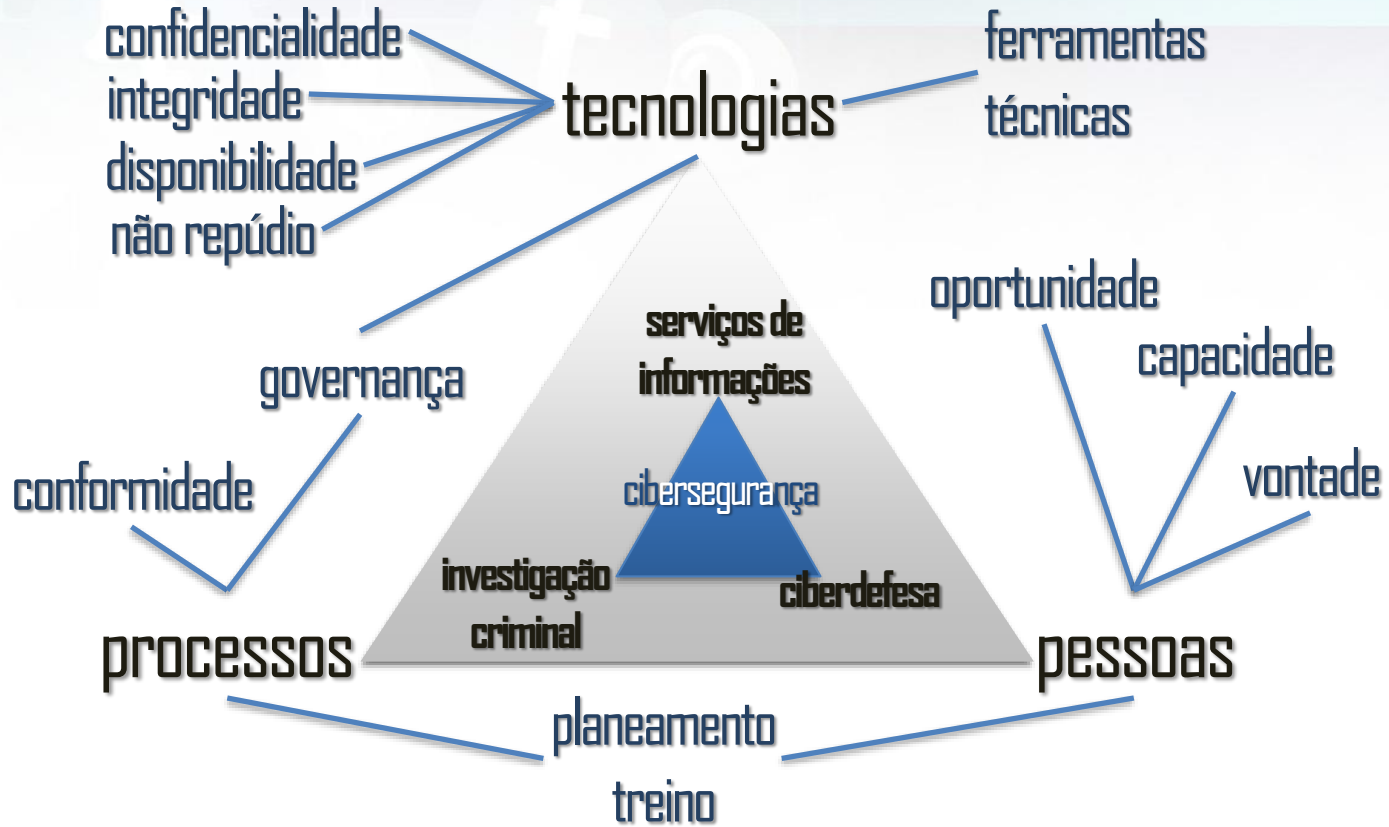 confidencialidade
integridade
disponibilidade
não repúdio
tecnologias
ferramentas
técnicas
governança
conformidade
serviços de
informações
oportunidade
capacidade
vontade
cibersegurança
investigação
criminal
ciberdefesa
processos
pessoas
planeamento
treino